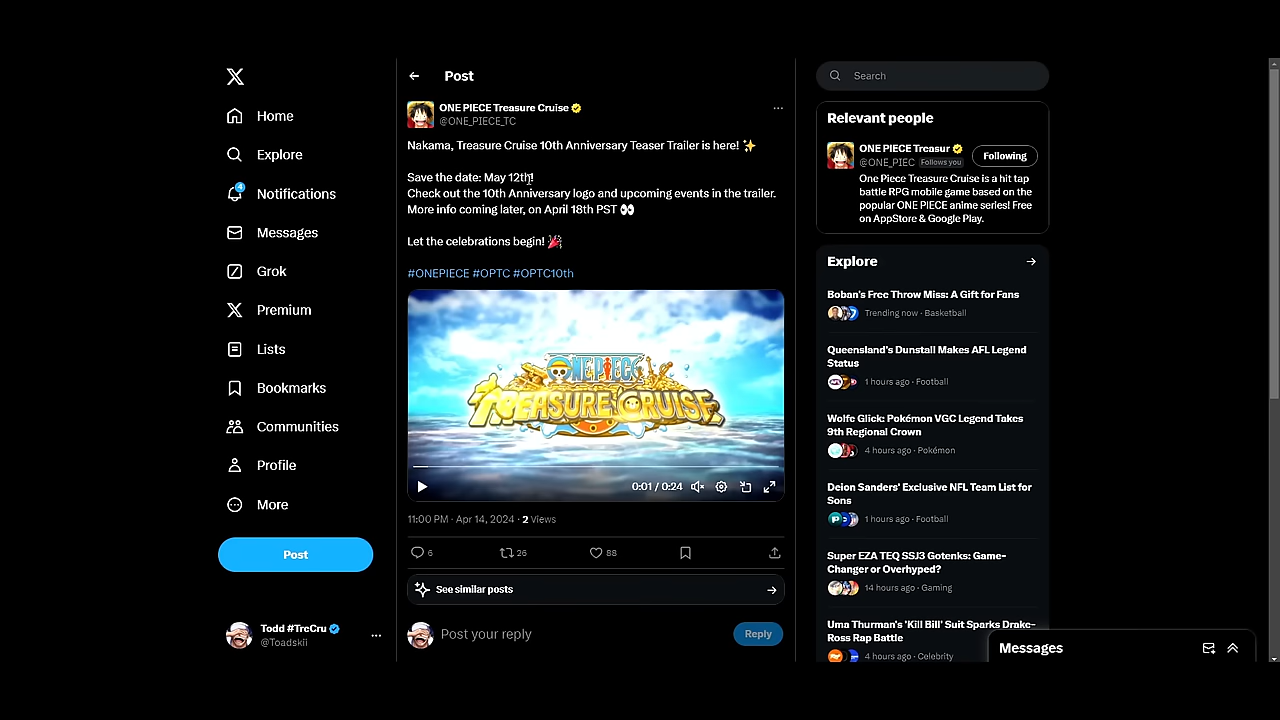 Home
Explore
4
Notifications
Messages
Grok
Premium
Lists
Bookmarks
Communities
Profile
More
Post
Todd #TreCru
@Toadskii
Post
ONE PIECE Treasure Cruise
@ONE_PIECE_TC
Nakama, Treasure Cruise 10th Anniversary Teaser Trailer is here! ✨
Save the date: May 12th!
Check out the 10th Anniversary logo and upcoming events in the trailer.
More info coming later, on April 18th PST 👀
Let the celebrations begin! 🎉
#ONEPIECE #OPTC #OPTC10th
ONE PIECE
TREASURE CRUISE
0:01 / 0:24
11:00 PM · Apr 14, 2024 · 2 Views
6
26
88
See similar posts
Post your reply
Reply
Search
Relevant people
ONE PIECE Treasur
@ONE_PIEC Follows you
Following
One Piece Treasure Cruise is a hit tap
battle RPG mobile game based on the
popular ONE PIECE anime series! Free
on AppStore & Google Play.
Explore
Boban's Free Throw Miss: A Gift for Fans
Trending now · Basketball
Queensland's Dunstall Makes AFL Legend
Status
1 hours ago · Football
Wolfe Glick: Pokémon VGC Legend Takes
9th Regional Crown
4 hours ago · Pokémon
Deion Sanders' Exclusive NFL Team List for
Sons
1 hours ago · Football
Super EZA TEQ SSJ3 Gotenks: Game-
Changer or Overhyped?
14 hours ago · Gaming
Uma Thurman's 'Kill Bill' Suit Sparks Drake-
Ross Rap Battle
4 hours ago · Celebrity
Messages